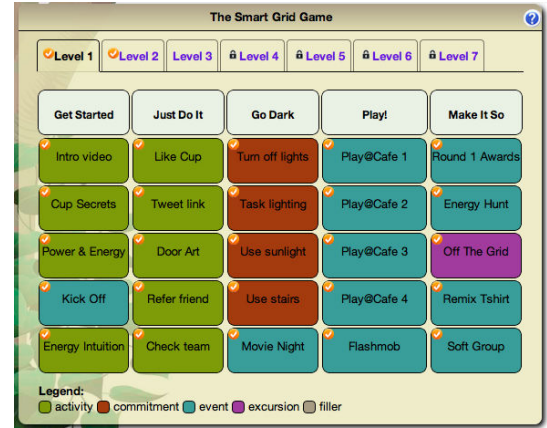 The Smart Grid Game
?
Level 1 Level 2 Level 3 Level 4 Level 5 Level 6 Level 7
Get Started Just Do It Go Dark Play! Make It So
Intro video Like Cup Turn off lights Play@Cafe 1 Round 1 Awards
Cup Secrets Tweet link Task lighting Play@Cafe 2 Energy Hunt
Power & Energy Door Art Use sunlight Play@Cafe 3 Off The Grid
Kick Off Refer friend Use stairs Play@Cafe 4 Remix Tshirt
Energy Intuition Check team Movie Night Flashmob Soft Group
Legend:
activity commitment event excursion filler